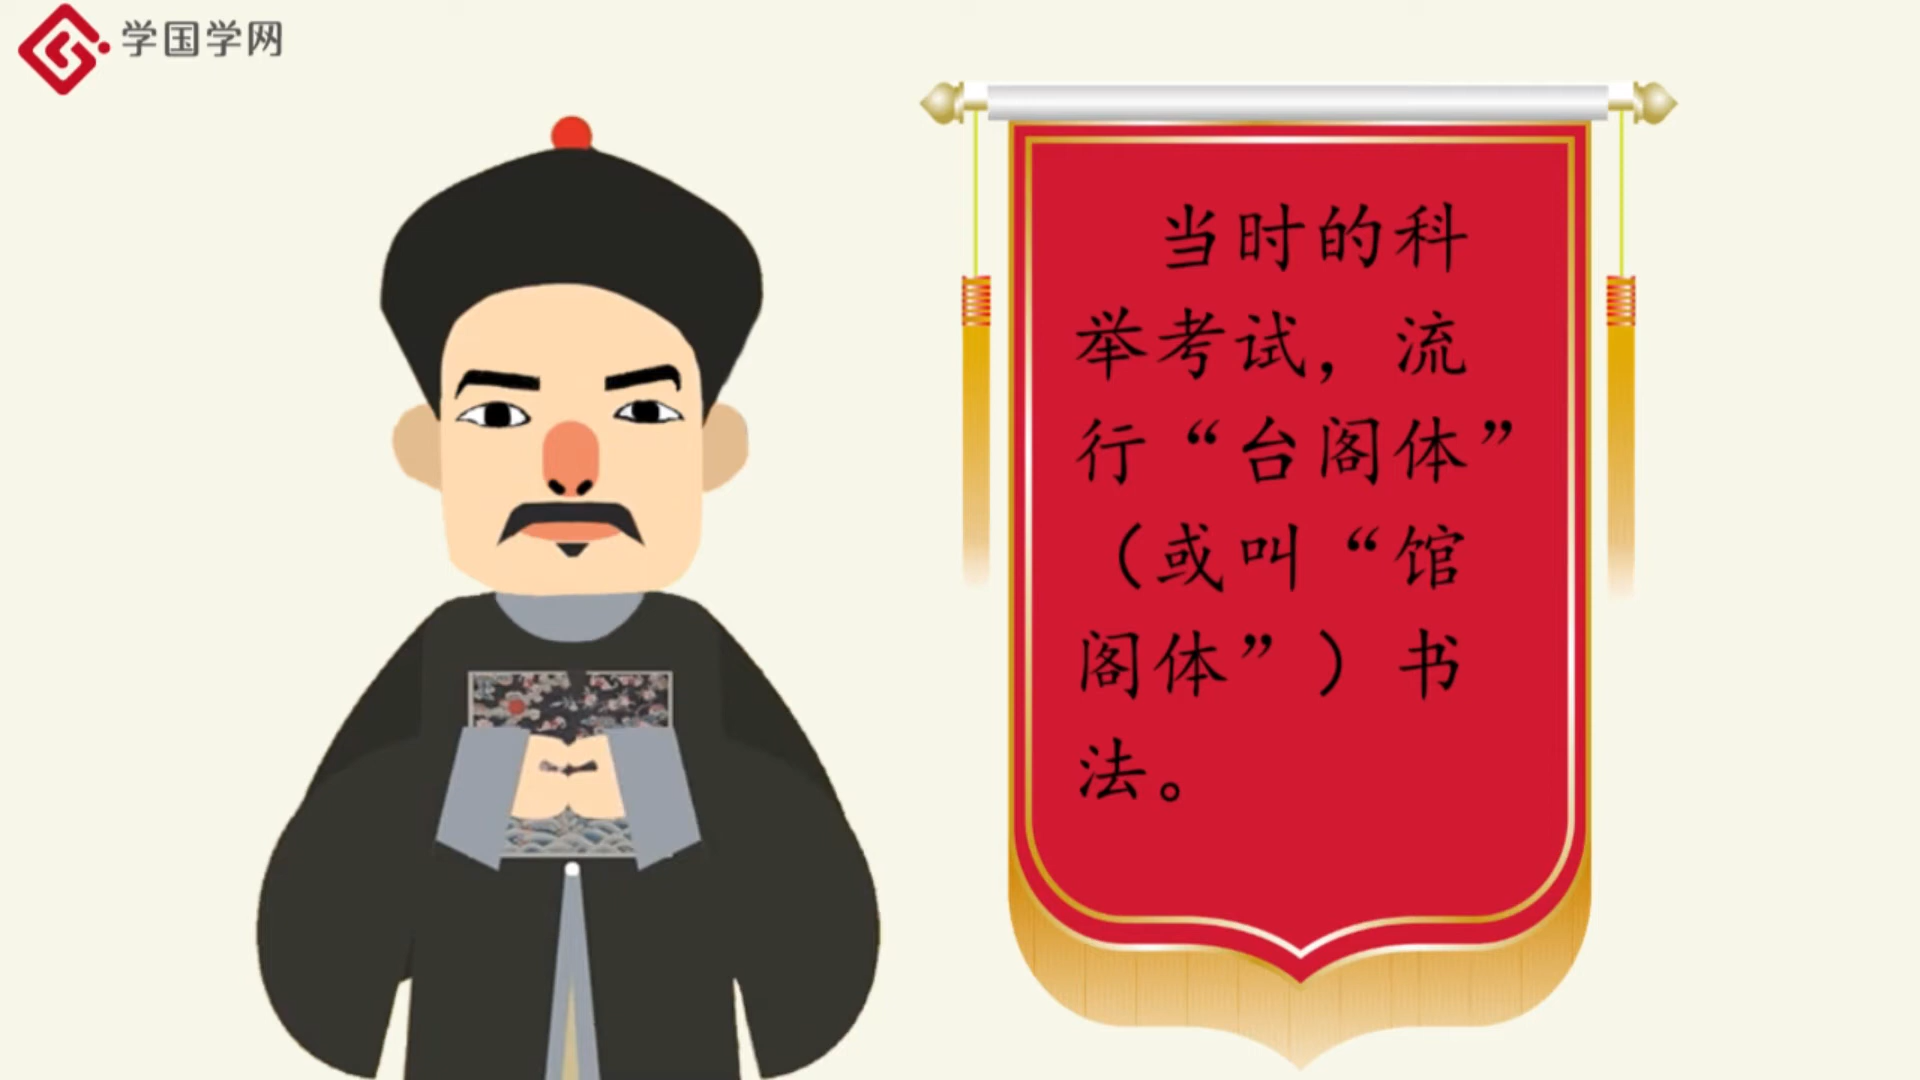 学国学网
当时的科
举考试，流
行“台阁体”
（或叫“馆
阁体”）书
法。